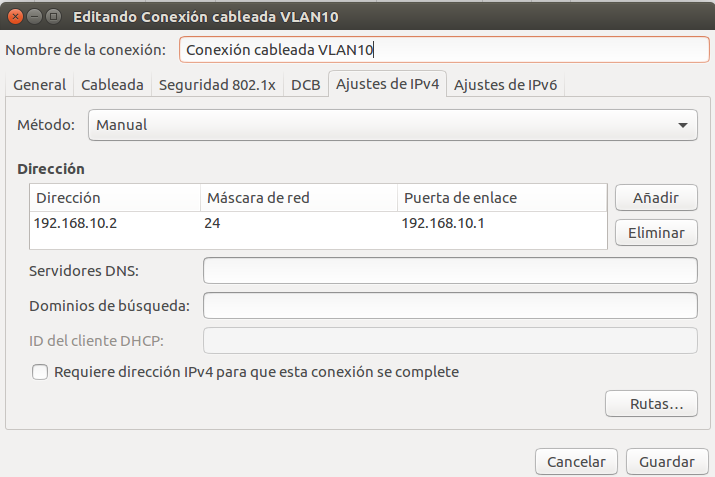 Editando Conexión cableada VLAN10
Nombre de la conexión: Conexión cableada VLAN10
General Cableada Seguridad 802.1x DCB Ajustes de IPv4 Ajustes de IPv6
Método: Manual
Dirección
Dirección Máscara de red Puerta de enlace Añadir
192.168.10.2 24 192.168.10.1
Eliminar
Servidores DNS:
Dominios de búsqueda:
ID del cliente DHCP:
Requiere dirección IPv4 para que esta conexión se complete
Rutas...
Cancelar Guardar